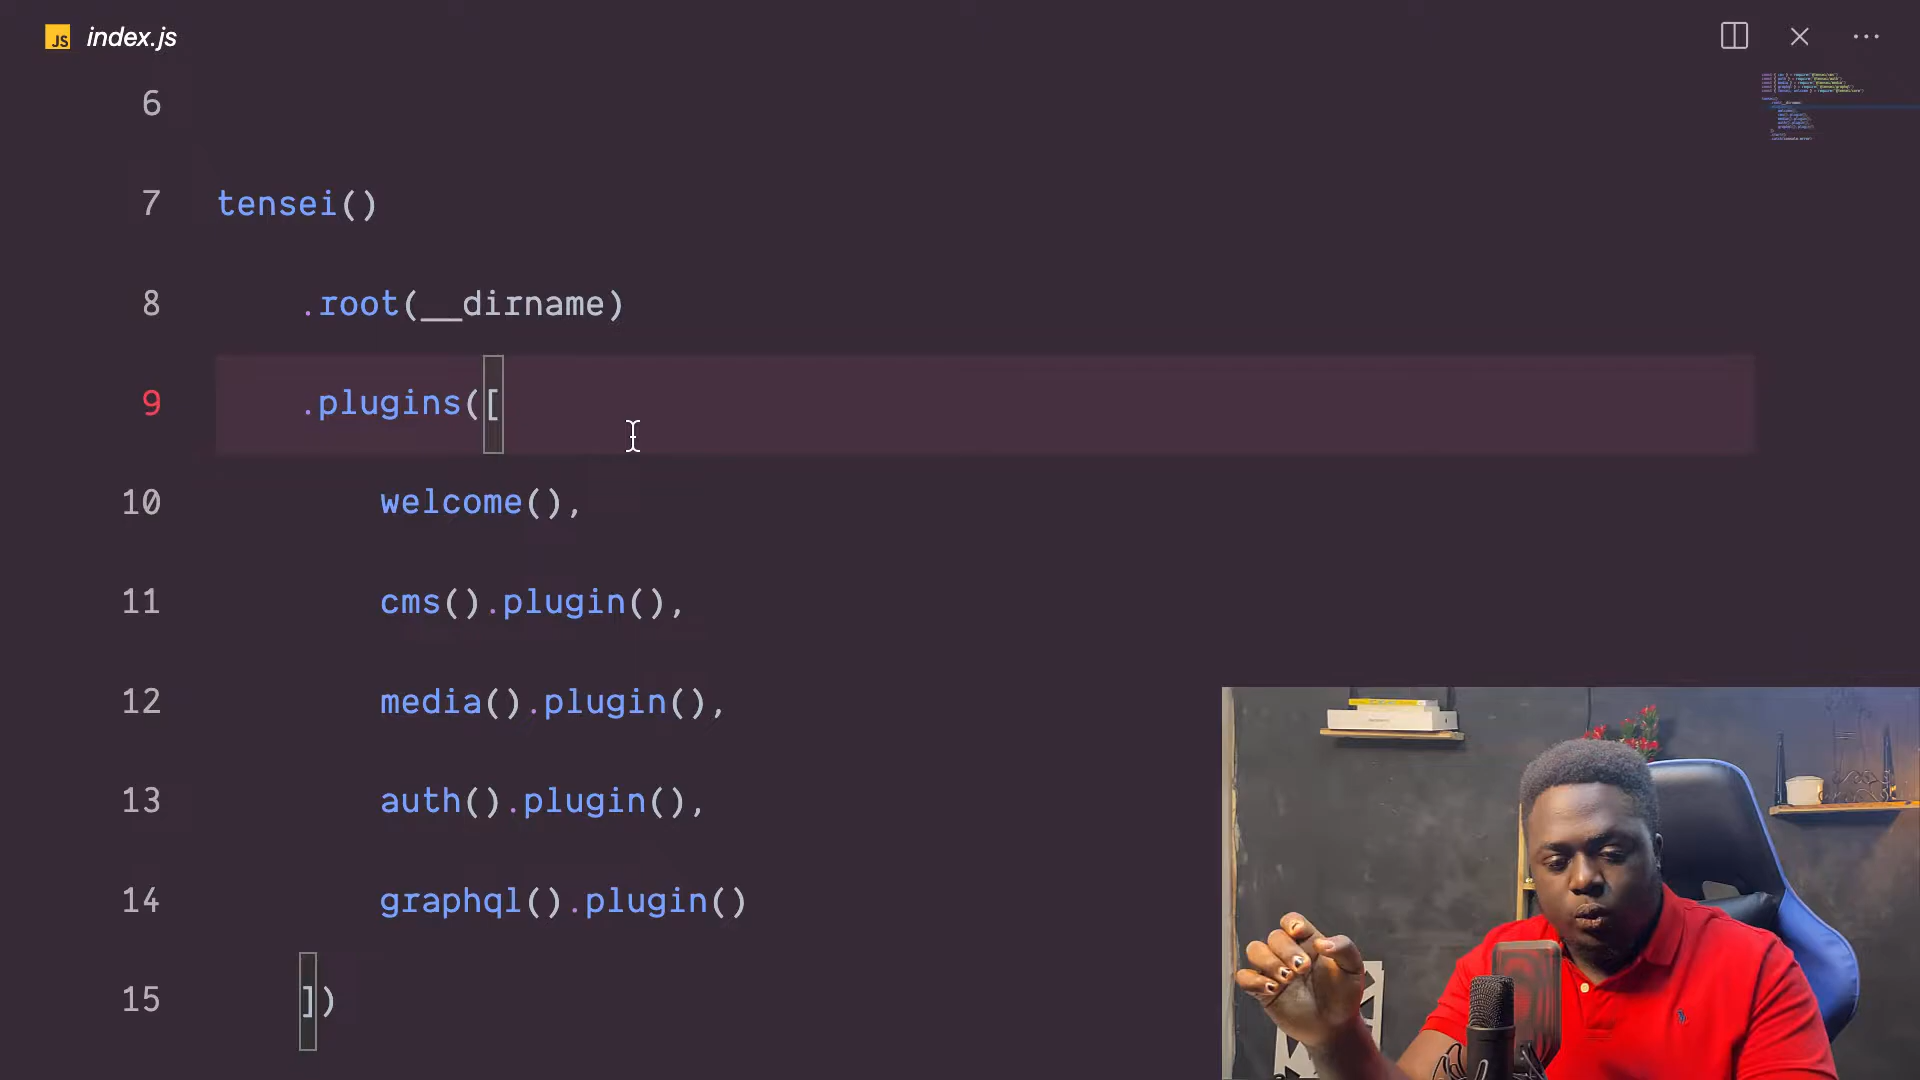 JS index.js
6
7 tensei()
8 .root(__dirname)
9 .plugins([
10 welcome(),
11 cms().plugin(),
12 media().plugin(),
13 auth().plugin(),
14 graphql().plugin()
15 ])